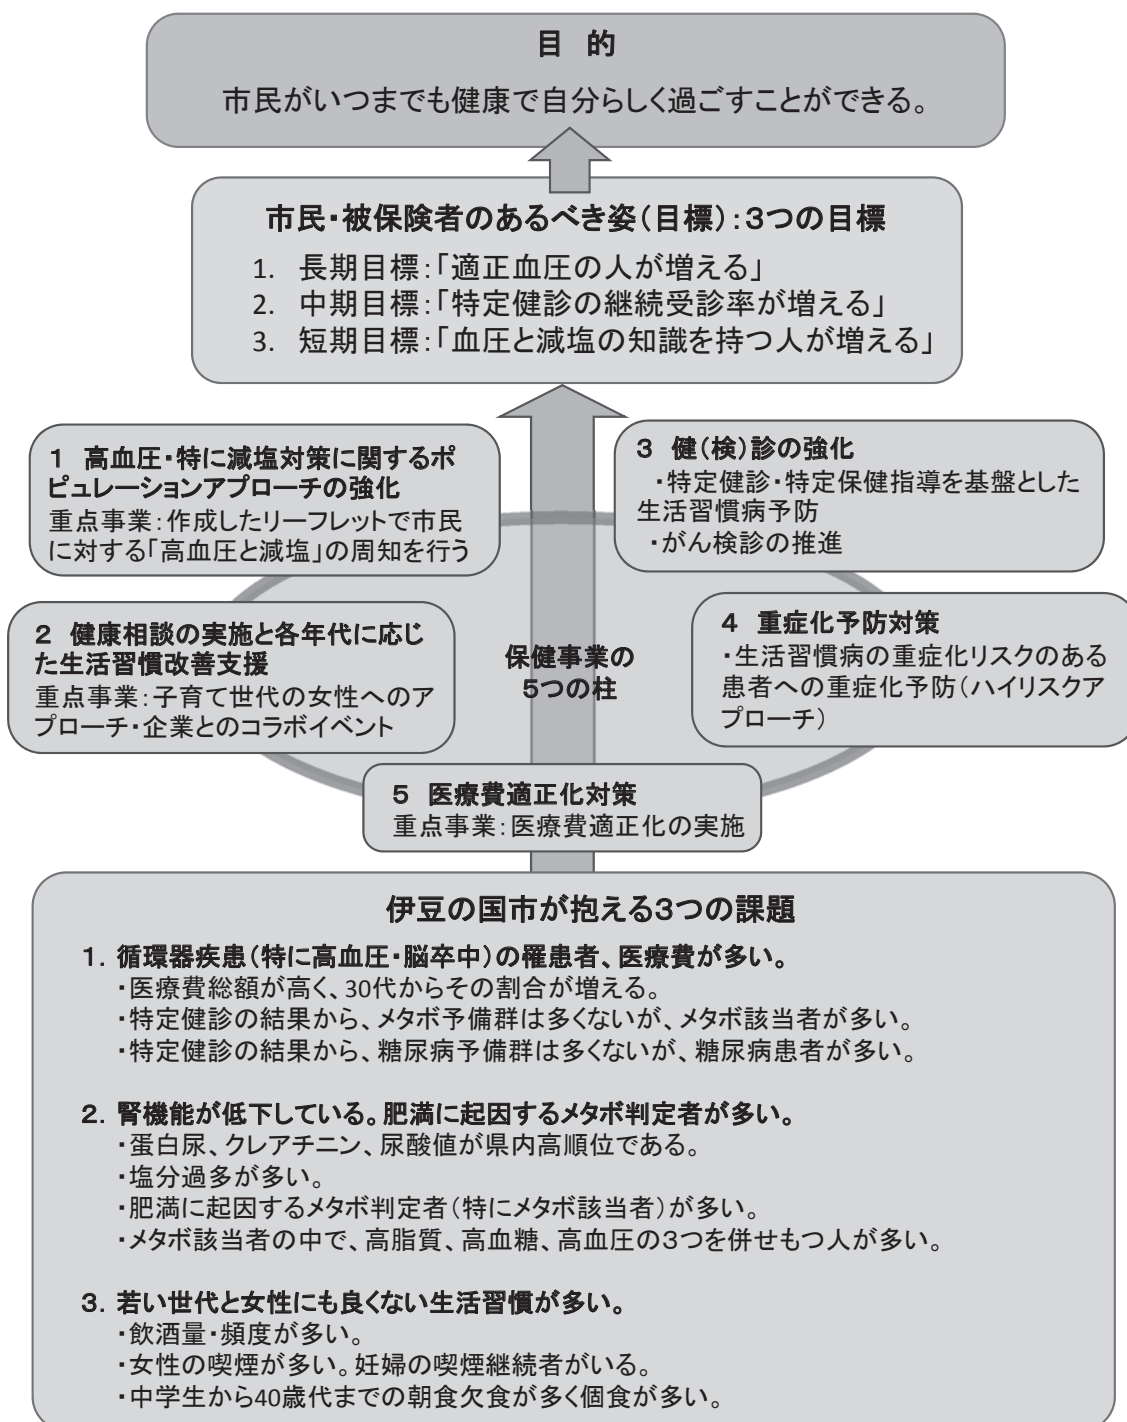 目 的
市民がいつまでも健康で自分らしく過ごすことができる。
市民・被保険者のあるべき姿(目標):3つの目標
1. 長期目標:「適正血圧の人が増える」
2. 中期目標:「特定健診の継続受診率が増える」
3. 短期目標:「血圧と減塩の知識を持つ人が増える」
1 高血圧・特に減塩対策に関するポ
ピュレーションアプローチの強化
重点事業:作成したリーフレットで市民
に対する「高血圧と減塩」の周知を行う
2 健康相談の実施と各年代に応じ
た生活習慣改善支援
重点事業:子育て世代の女性へのア
プローチ・企業とのコラボイベント
保健事業の
5つの柱
3 健(検)診の強化
・特定健診・特定保健指導を基盤とした
生活習慣病予防
・がん検診の推進
4 重症化予防対策
・生活習慣病の重症化リスクのある
患者への重症化予防(ハイリスクア
プローチ)
5 医療費適正化対策
重点事業:医療費適正化の実施
伊豆の国市が抱える3つの課題
1. 循環器疾患(特に高血圧・脳卒中)の罹患者、医療費が多い。
・医療費総額が高く、30代からその割合が増える。
・特定健診の結果から、メタボ予備群は多くないが、メタボ該当者が多い。
・特定健診の結果から、糖尿病予備群は多くないが、糖尿病患者が多い。
2. 腎機能が低下している。肥満に起因するメタボ判定者が多い。
・蛋白尿、クレアチニン、尿酸値が県内高順位である。
・塩分過多が多い。
・肥満に起因するメタボ判定者(特にメタボ該当者)が多い。
・メタボ該当者の中で、高脂質、高血糖、高血圧の3つを併せもつ人が多い。
3. 若い世代と女性にも良くない生活習慣が多い。
・飲酒量・頻度が多い。
・女性の喫煙が多い。妊婦の喫煙継続者がいる。
・中学生から40歳代までの朝食欠食が多く個食が多い。